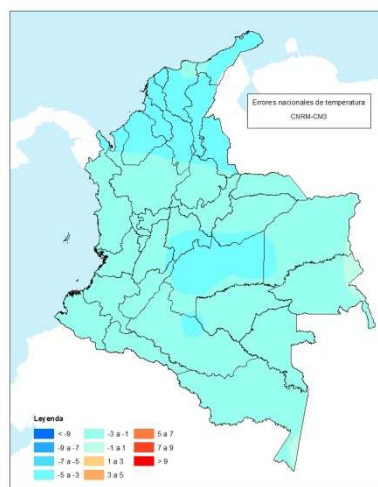 Errores nacionales de temperatura
CNRM-CM3
Leyenda
< -9
-9 a -7
-7 a -5
-5 a -3
-3 a -1
-1 a 1
1 a 3
3 a 5
5 a 7
7 a 9
> 9